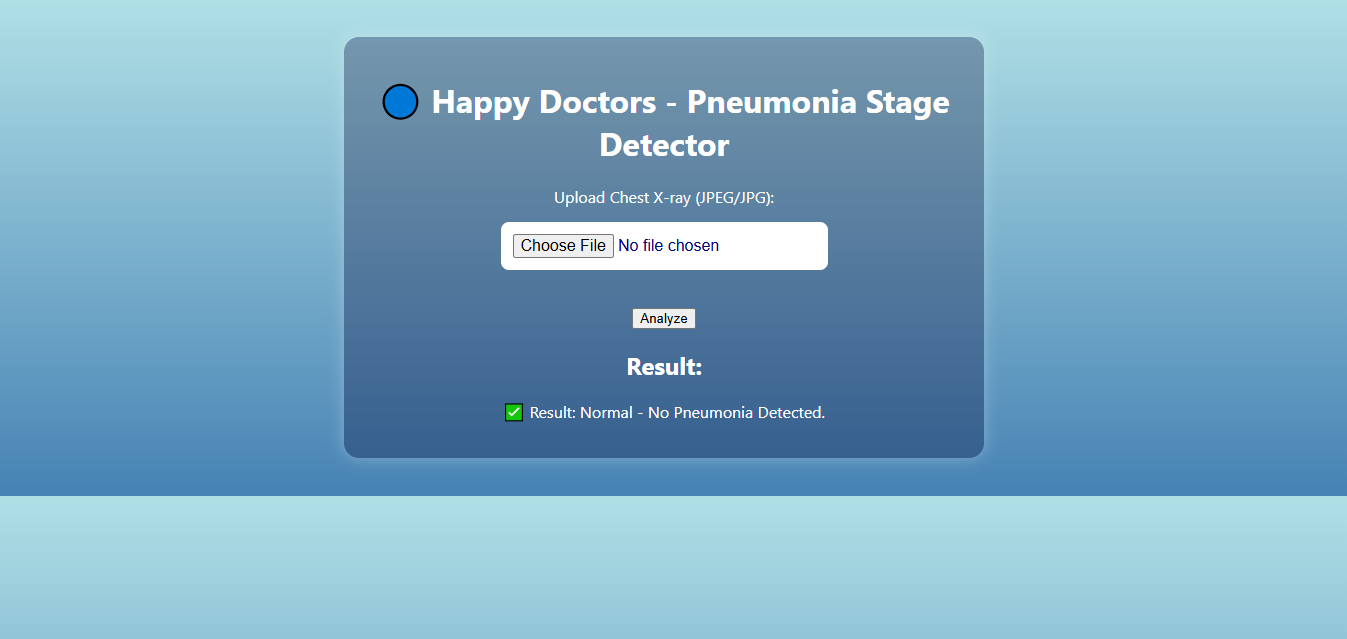 Happy Doctors - Pneumonia Stage
Detector
Upload Chest X-ray (JPEG/JPG):
Choose File No file chosen
Analyze
Result:
✅ Result: Normal - No Pneumonia Detected.